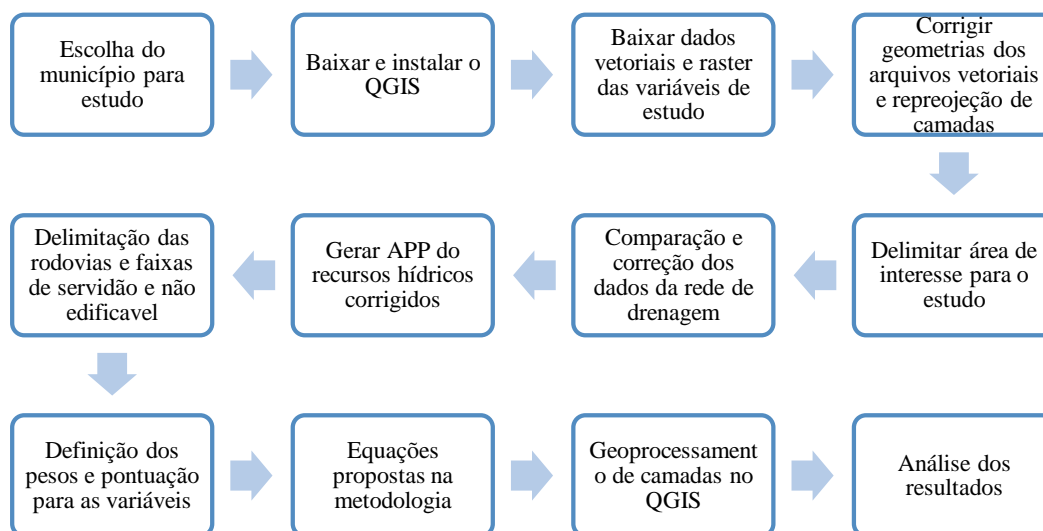 Escolha do
município para
estudo
Baixar e instalar o
QGIS
Baixar dados
vetoriais e raster
das variáveis de
estudo
Corrigir
geometrias dos
arquivos vetoriais
e repreojeção de
camadas
Delimitar área de
interesse para o
estudo
Comparação e
correção dos
dados da rede de
drenagem
Gerar APP do
recursos hídricos
corrigidos
Delimitação das
rodovias e faixas
de servidão e não
edificavel
Definição dos
pesos e pontuação
para as variáveis
Equações
propostas na
metodologia
Geoprocessament
o de camadas no
QGIS
Análise dos
resultados